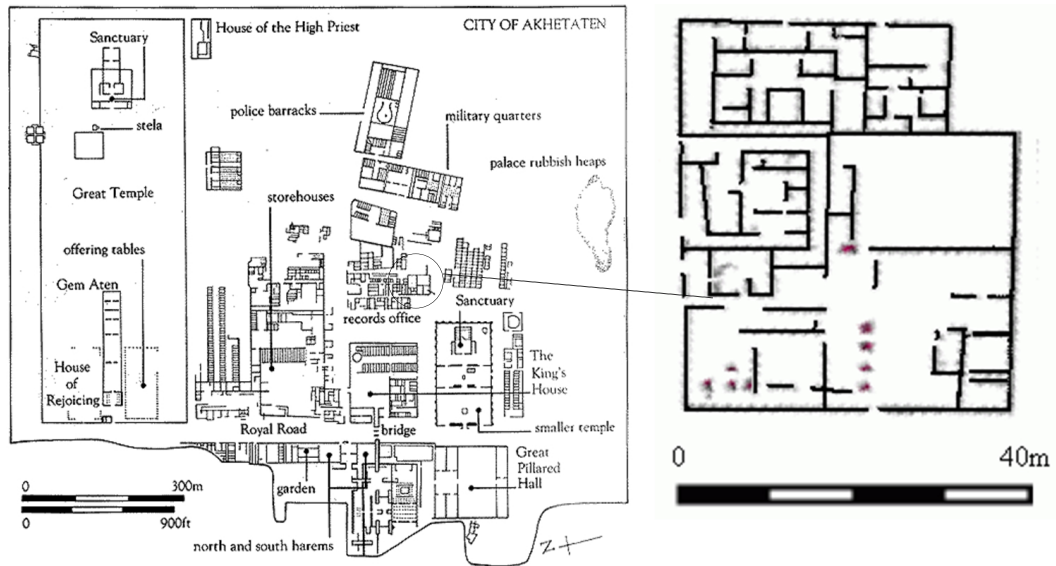 CITY OF AKHETATEN
House of the High Priest
Sanctuary
police barracks
military quarters
stela
palace rubbish heaps
Great Temple
storehouses
offering tables
Gem Aten
Sanctuary
records office
The
King's
House
House
of
Rejoicing
Royal Road
bridge
smaller temple
Great
Pillared
Hall
garden
north and south harems
0 300m
0 900ft
N
0 40m